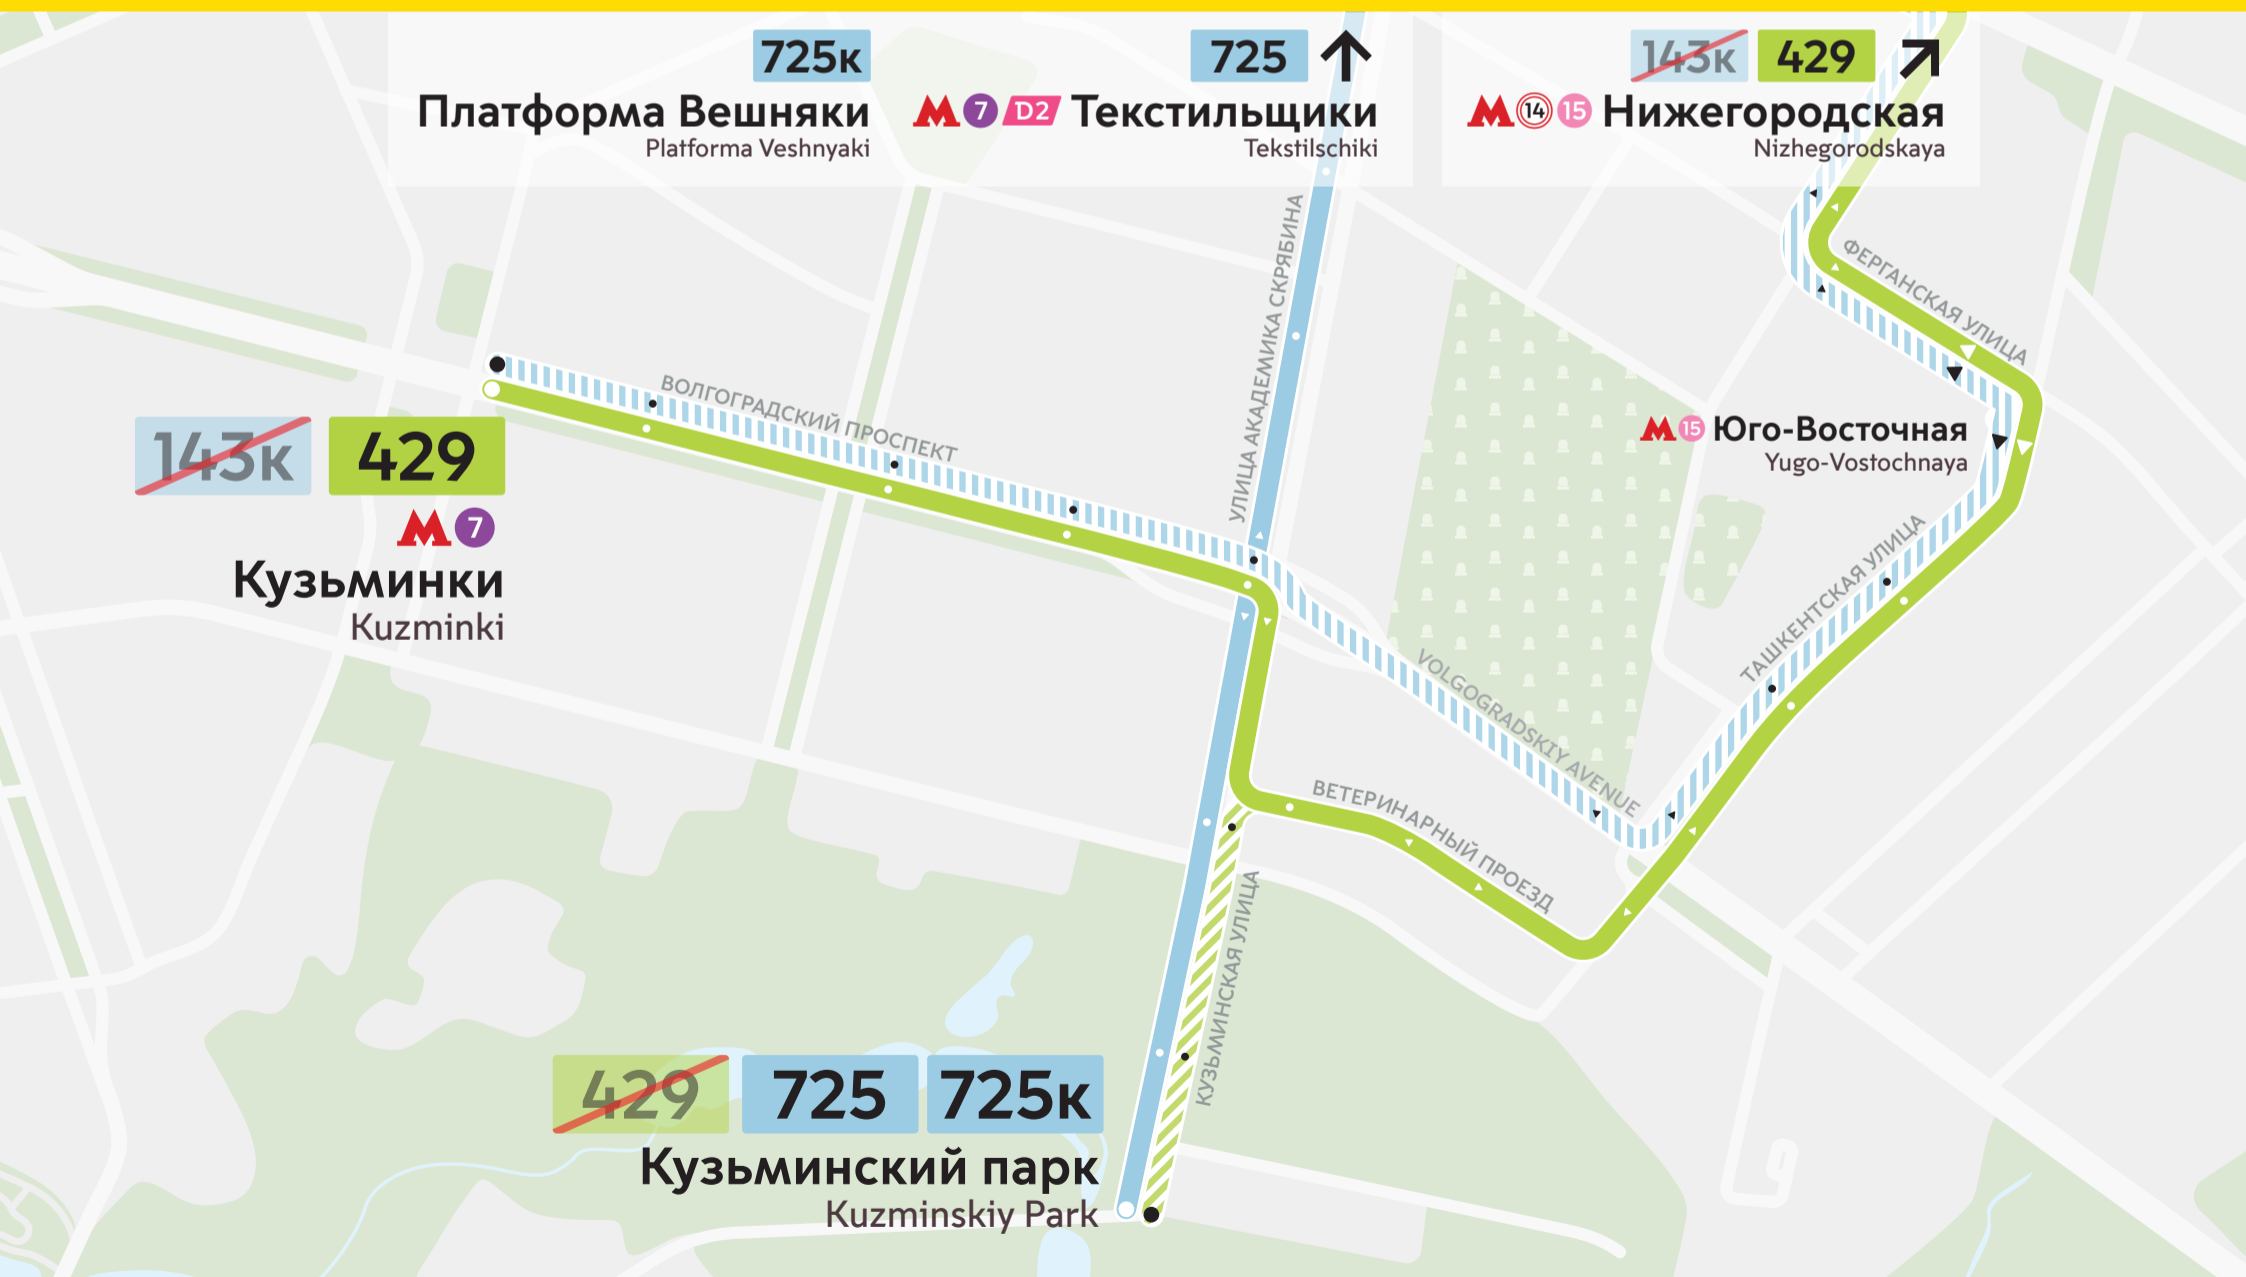 725к
Платформа Вешняки
Platforma Veshnyaki
725
М 7 D2 Текстильщики
Tekstilschiki
143к 429
М 14 15 Нижегородская
Nizhegorodskaya
ФЕРГАНСКАЯ УЛИЦА
УЛИЦА АКАДЕМИКА СКРЯБИНА
ВОЛГОГРАДСКИЙ ПРОСПЕКТ
143к 429
М 7
Кузьминки
Kuzminki
М 15 Юго-Восточная
Yugo-Vostochnaya
ТАШКЕНТСКАЯ УЛИЦА
VOLGOGRADSKIY AVENUE
ВЕТЕРИНАРНЫЙ ПРОЕЗД
КУЗЬМИНСКАЯ УЛИЦА
429 725 725к
Кузьминский парк
Kuzminskiy Park